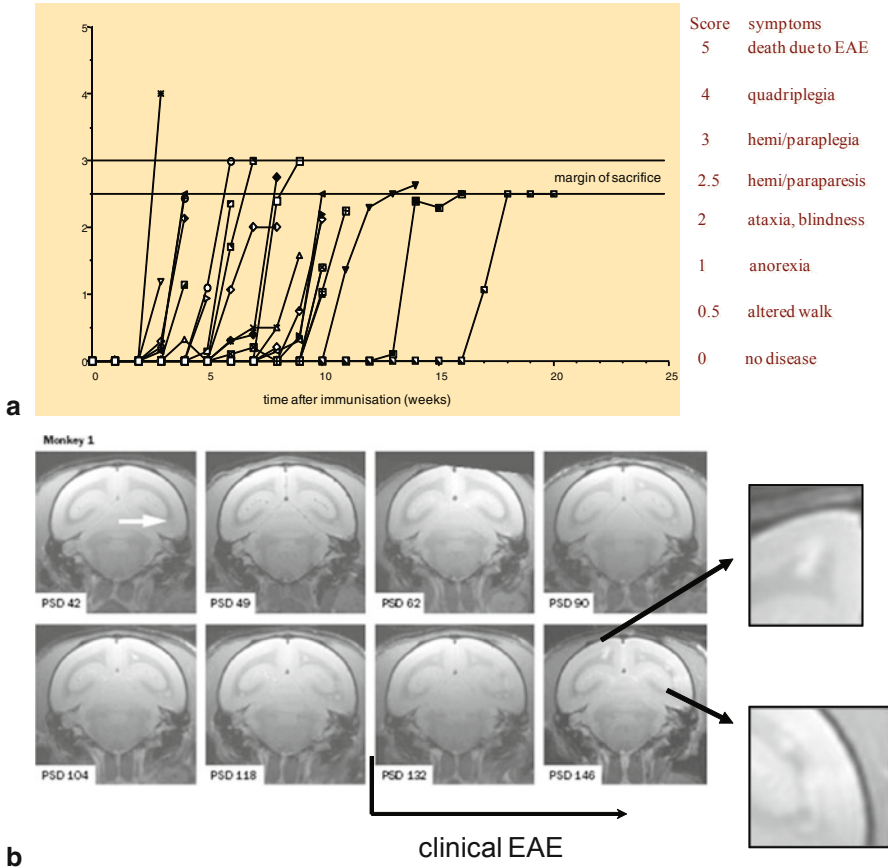 5
4
3
2
1
0
margin of sacrifice
0 5 10 15 20 25
time after immunisation (weeks)
Score symptoms
5 death due to EAE
4 quadriplegia
3 hemi/paraplegia
2.5 hemi/paraparesis
2 ataxia, blindness
1 anorexia
0.5 altered walk
0 no disease
a
Monkey 1
PSD 42 PSD 49 PSD 62 PSD 90
PSD 104 PSD 118 PSD 132 PSD 146
clinical EAE
b